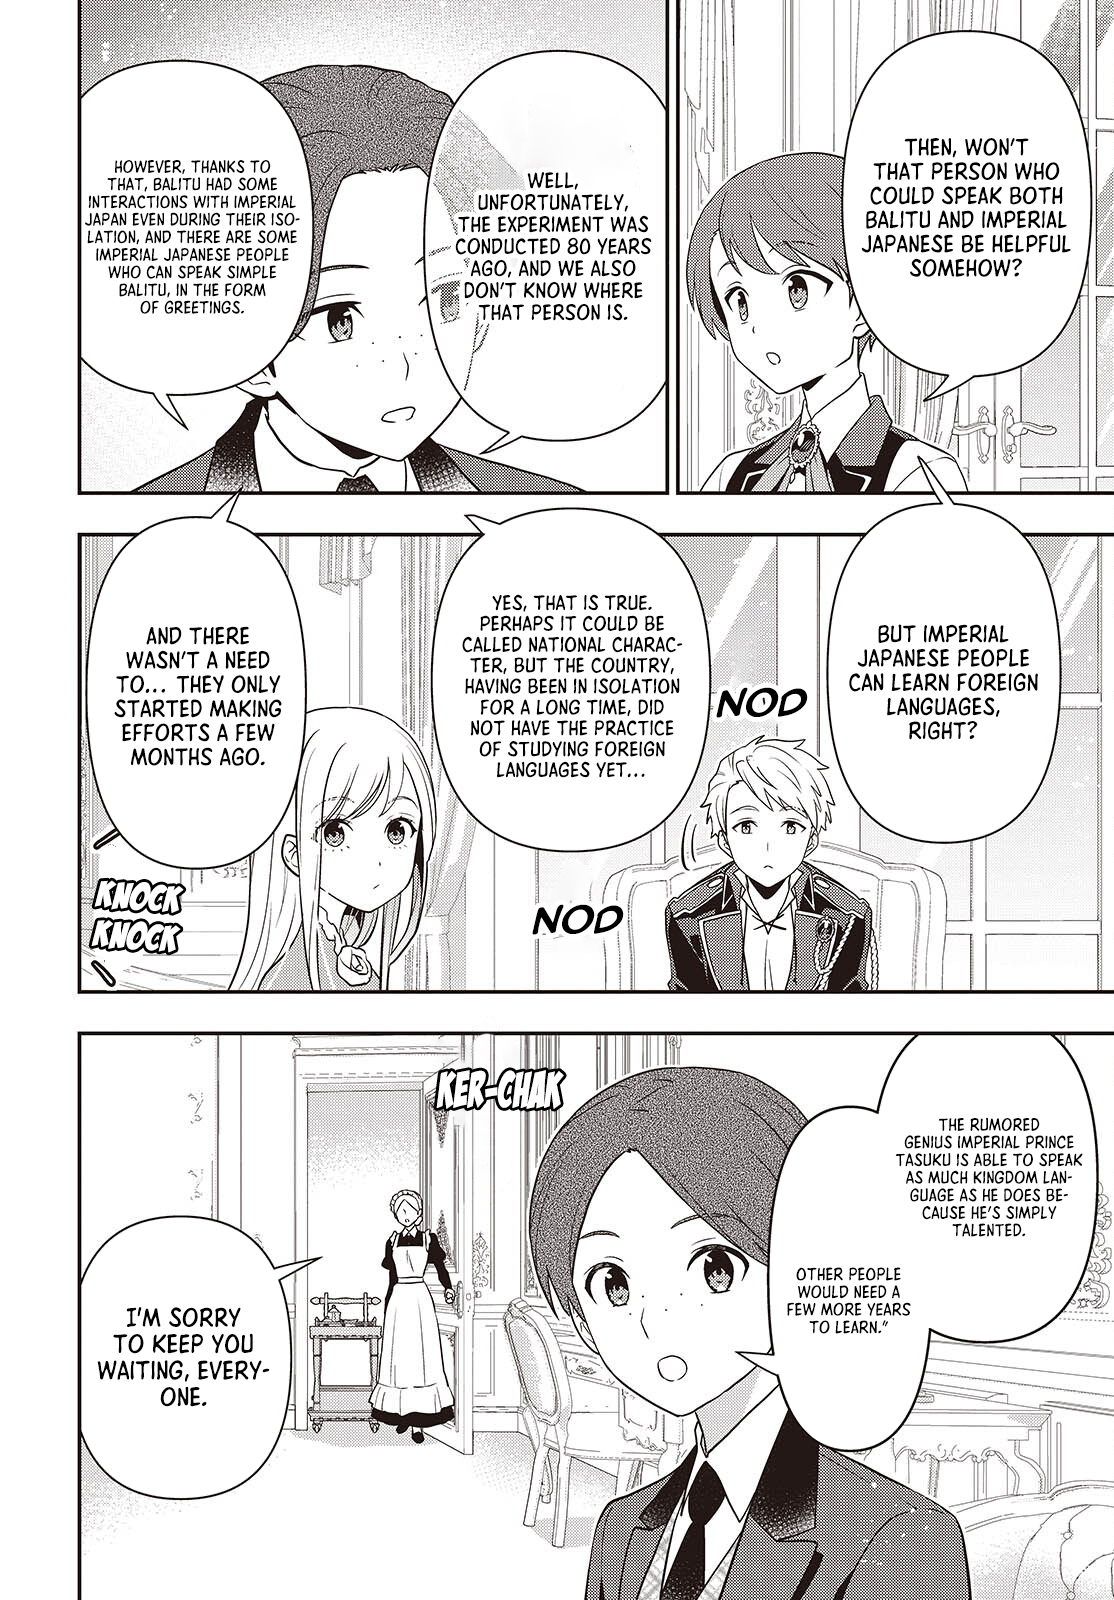 THEN, WON'T
THAT PERSON WHO
COULD SPEAK BOTH
BALITU AND IMPERIAL
JAPANESE BE HELPFUL
SOMEHOW?
WELL,
UNFORTUNATELY,
THE EXPERIMENT WAS
CONDUCTED 80 YEARS
AGO, AND WE ALSO
DON'T KNOW WHERE
THAT PERSON IS.
HOWEVER, THANKS TO
THAT, BALITU HAD SOME
INTERACTIONS WITH IMPERIAL
JAPAN EVEN DURING THEIR ISO-
LATION, AND THERE ARE SOME
IMPERIAL JAPANESE PEOPLE
WHO CAN SPEAK SIMPLE
BALITU, IN THE FORM
OF GREETINGS.
BUT IMPERIAL
JAPANESE PEOPLE
CAN LEARN FOREIGN
LANGUAGES,
RIGHT?
NOD
NOD
YES, THAT IS TRUE.
PERHAPS IT COULD BE
CALLED NATIONAL CHARAC-
TER, BUT THE COUNTRY,
HAVING BEEN IN ISOLATION
FOR A LONG TIME, DID
NOT HAVE THE PRACTICE
OF STUDYING FOREIGN
LANGUAGES YET...
AND THERE
WASN'T A NEED
TO... THEY ONLY
STARTED MAKING
EFFORTS A FEW
MONTHS AGO.
KNOCK
KNOCK
THE RUMORED
GENIUS IMPERIAL PRINCE
TASUKU IS ABLE TO SPEAK
AS MUCH KINGDOM LAN-
GUAGE AS HE DOES BE-
CAUSE HE'S SIMPLY
TALENTED.
OTHER PEOPLE
WOULD NEED A
FEW MORE YEARS
TO LEARN."
KER-CHAK
I'M SORRY
TO KEEP YOU
WAITING, EVERY-
ONE.